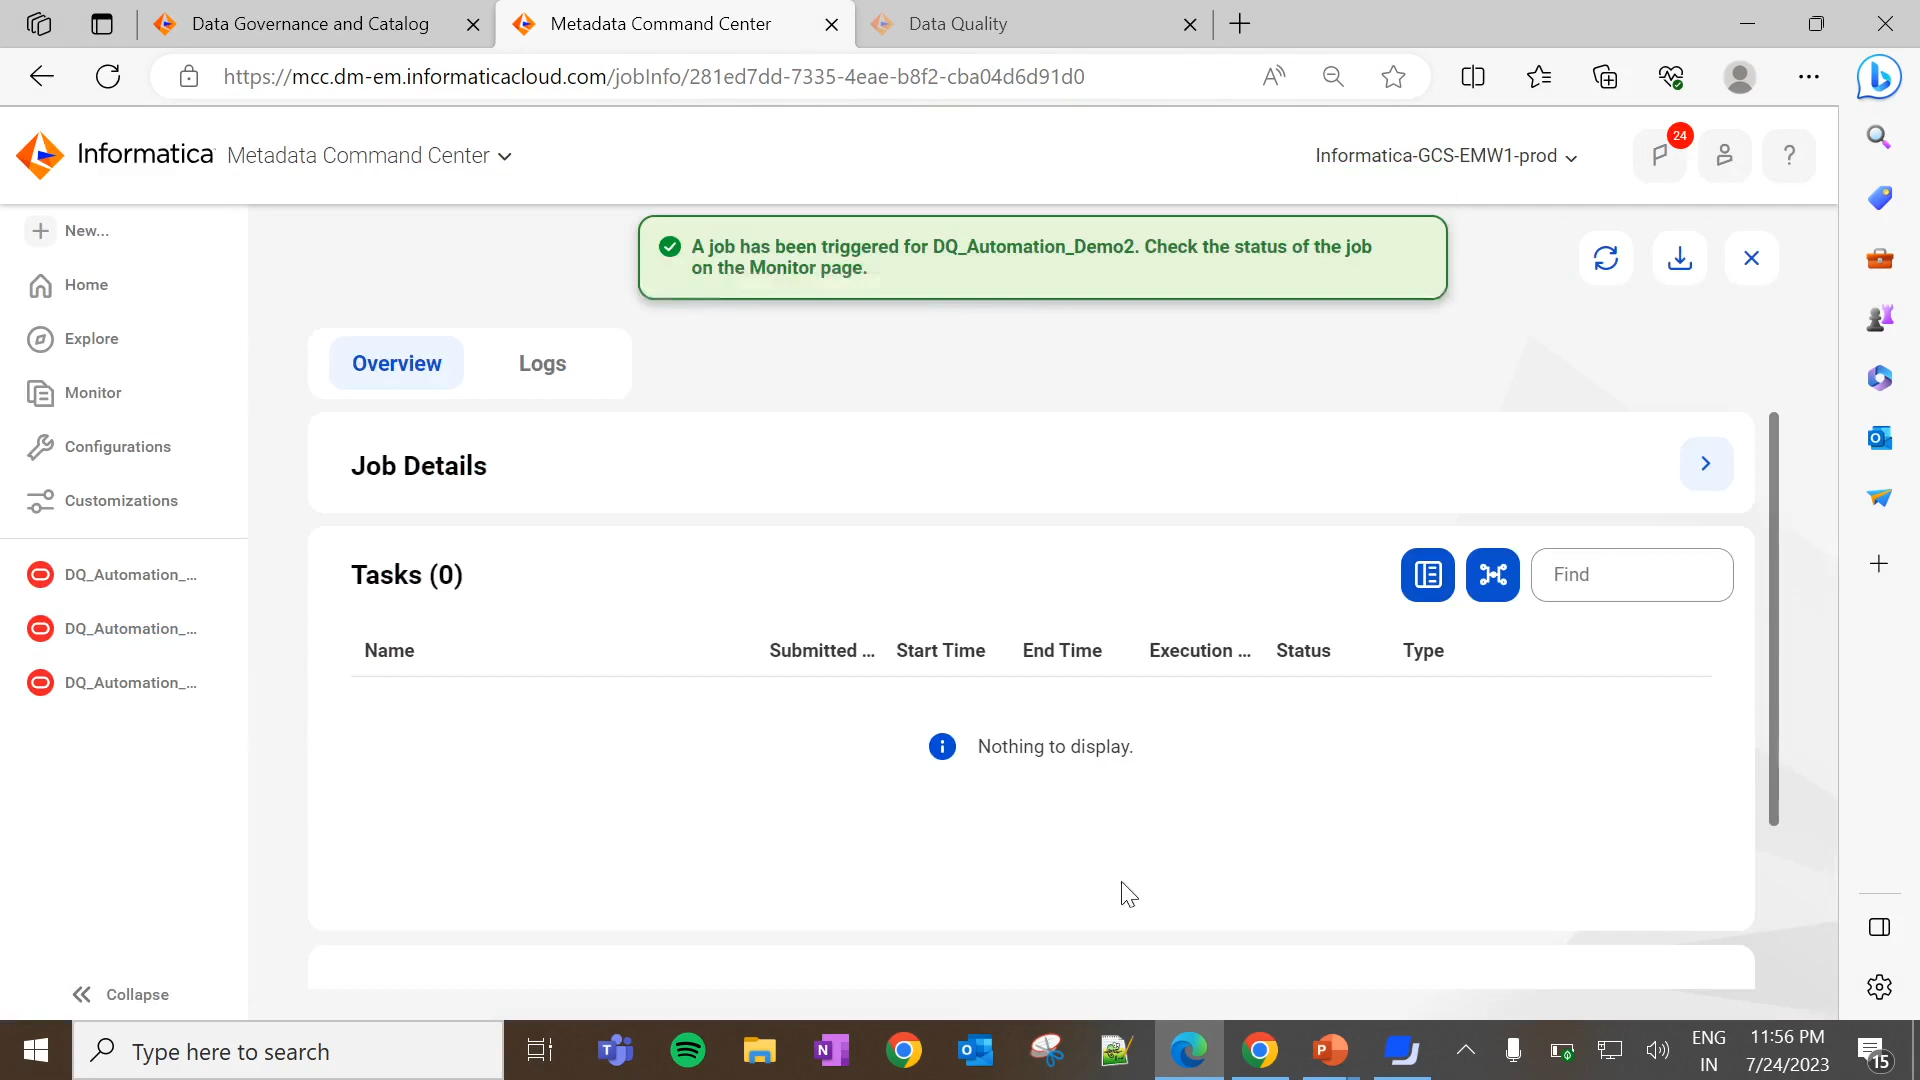 Data Governance and Catalog
Metadata Command Center
Data Quality
https://mcc.dm-em.informaticacloud.com/jobInfo/281ed7dd-7335-4eae-b8f2-cba04d6d91d0
Informatica Metadata Command Center
Informatica-GCS-EMW1-prod
24
?
New...
Home
Explore
Monitor
Configurations
Customizations
DQ_Automation_...
DQ_Automation_...
DQ_Automation_...
Collapse
A job has been triggered for DQ_Automation_Demo2. Check the status of the job
on the Monitor page.
Overview
Logs
Job Details
Tasks (0)
Find
Name
Submitted ...
Start Time
End Time
Execution ...
Status
Type
Nothing to display.
Type here to search
ENG
IN
11:56 PM
7/24/2023
15